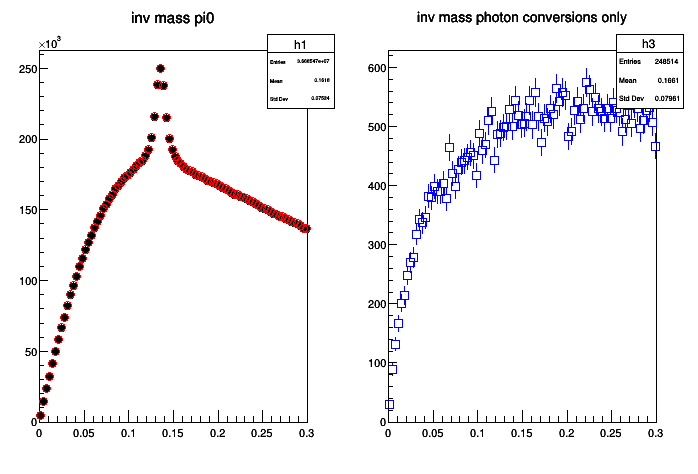 inv mass pi0
inv mass photon conversions only
×10³
h1
Entries 3.668547e+07
Mean 0.1518
Std Dev 0.07524
250
200
150
100
50
0
0 0.05 0.1 0.15 0.2 0.25 0.3
h3
Entries 248514
Mean 0.1661
Std Dev 0.07961
600
500
400
300
200
100
0
0 0.05 0.1 0.15 0.2 0.25 0.3